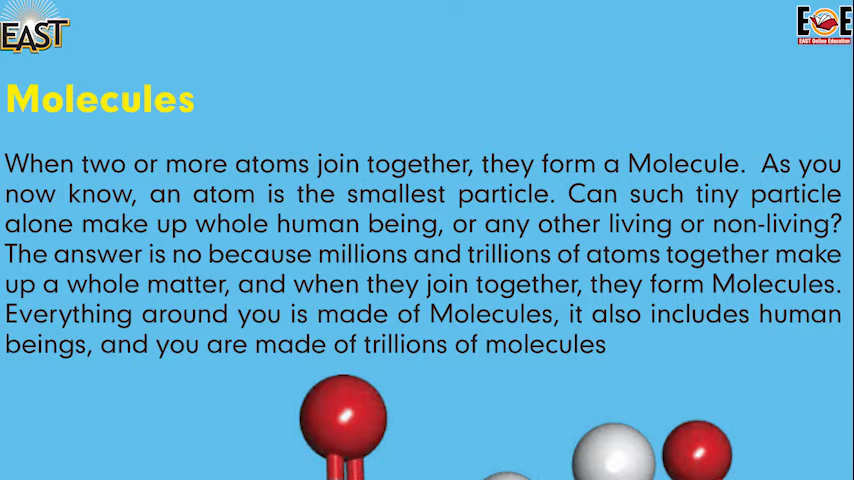 EAST
EOE
EAST Online Education
Molecules
When two or more atoms join together, they form a Molecule. As you
now know, an atom is the smallest particle. Can such tiny particle
alone make up whole human being, or any other living or non-living?
The answer is no because millions and trillions of atoms together make
up a whole matter, and when they join together, they form Molecules.
Everything around you is made of Molecules, it also includes human
beings, and you are made of trillions of molecules